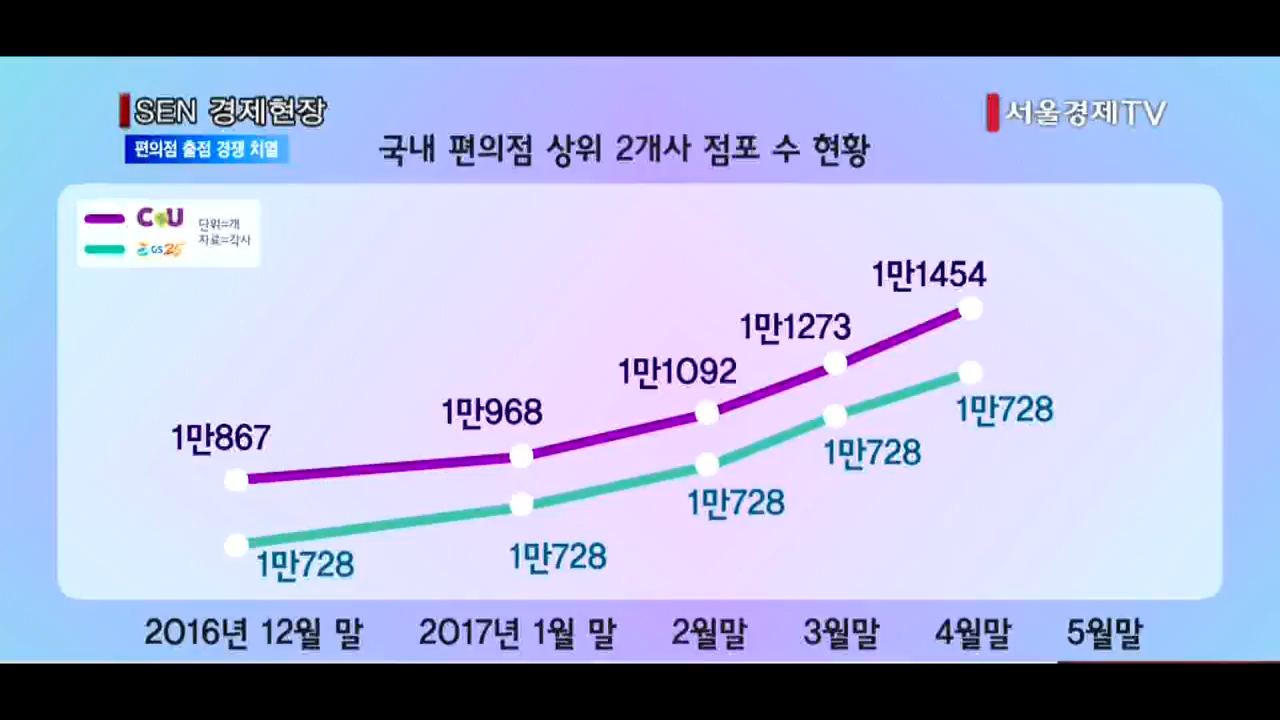 SEN 경제현장
서울경제TV
편의점 출점 경쟁 치열
국내 편의점 상위 2개사 점포 수 현황
CU
단위=개
GS25
자료=각사
1만1454
1만1273
1만1092
1만968
1만867
1만728
1만728
1만728
1만728
1만728
2016년 12월 말
2017년 1월 말
2월말
3월말
4월말
5월말